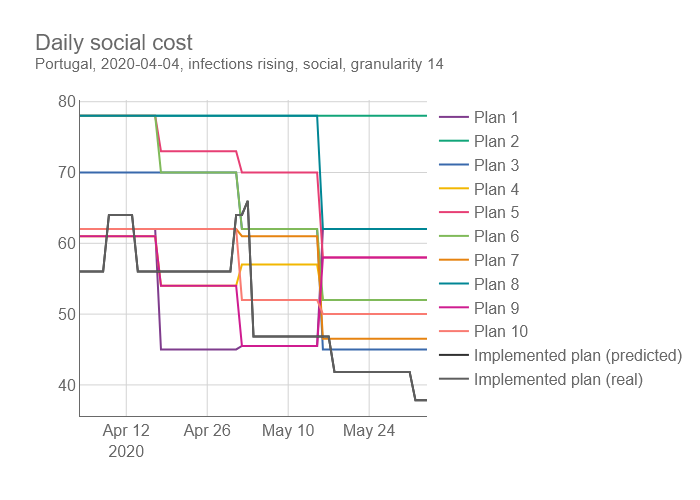 Daily social cost
Portugal, 2020-04-04, infections rising, social, granularity 14
80
70
60
50
40
Apr 12
2020
Apr 26
May 10
May 24
Plan 1
Plan 2
Plan 3
Plan 4
Plan 5
Plan 6
Plan 7
Plan 8
Plan 9
Plan 10
Implemented plan (predicted)
Implemented plan (real)